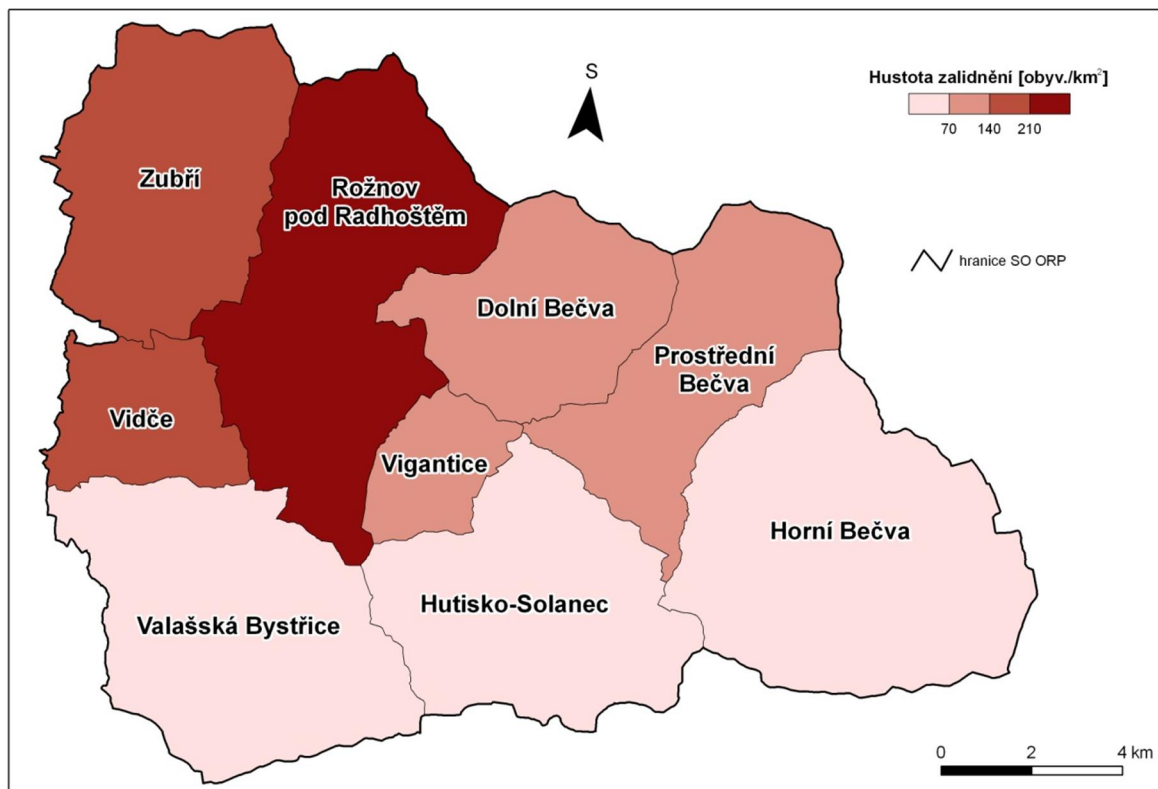 Hustota zalidnění [obyv./km²]
70 140 210
S
Zubří
Rožnov
pod Radhoštěm
hranice SO ORP
Dolní Bečva
Prostřední
Bečva
Vidče
Vigantice
Horní Bečva
Hutisko-Solanec
Valašská Bystřice
0 2 4 km